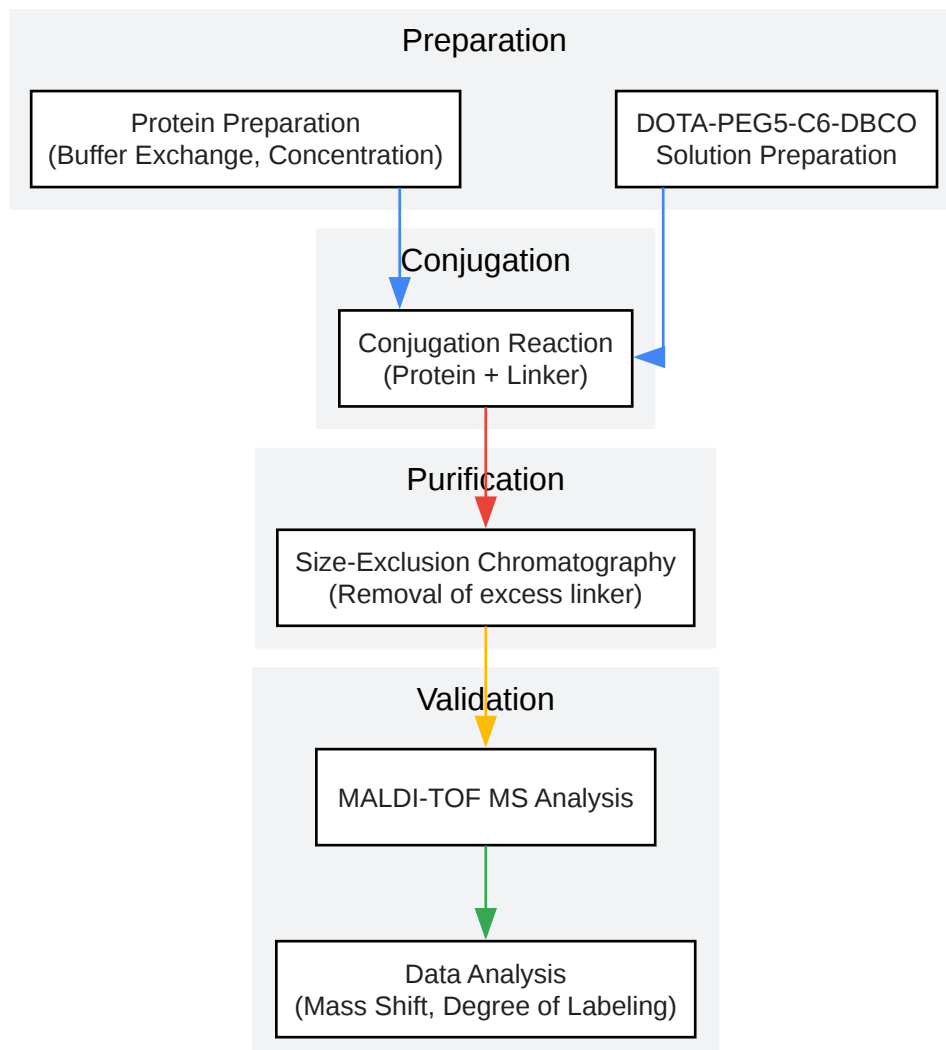 Preparation
Protein Preparation
(Buffer Exchange, Concentration)
DOTA-PEG5-C6-DBCO
Solution Preparation
Conjugation
Conjugation Reaction
(Protein + Linker)
Purification
Size-Exclusion Chromatography
(Removal of excess linker)
Validation
MALDI-TOF MS Analysis
Data Analysis
(Mass Shift, Degree of Labeling)